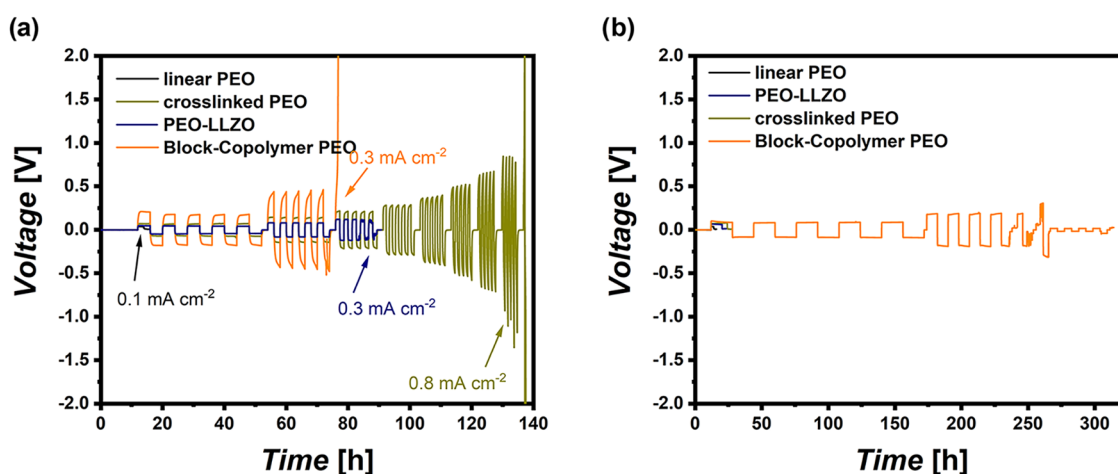 (a)
2.0
1.5
1.0
0.5
0.0
-0.5
-1.0
-1.5
-2.0
Voltage [V]
linear PEO
crosslinked PEO
PEO-LLZO
Block-Copolymer PEO
0.3 mA cm-2
0.1 mA cm-2
0.3 mA cm-2
0.8 mA cm-2
0 20 40 60 80 100 120 140
Time [h]
(b)
2.0
1.5
1.0
0.5
0.0
-0.5
-1.0
-1.5
-2.0
Voltage [V]
linear PEO
PEO-LLZO
crosslinked PEO
Block-Copolymer PEO
0 50 100 150 200 250 300
Time [h]